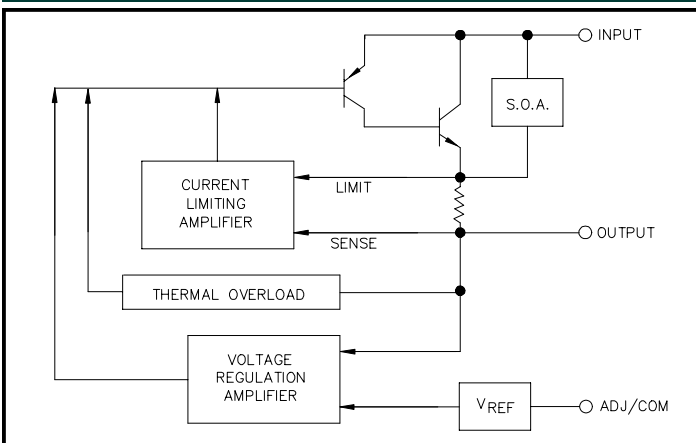 INPUT
S.O.A.
CURRENT
LIMITING
AMPLIFIER
LIMIT
SENSE
OUTPUT
THERMAL OVERLOAD
VOLTAGE
REGULATION
AMPLIFIER
VREF
ADJ/COM